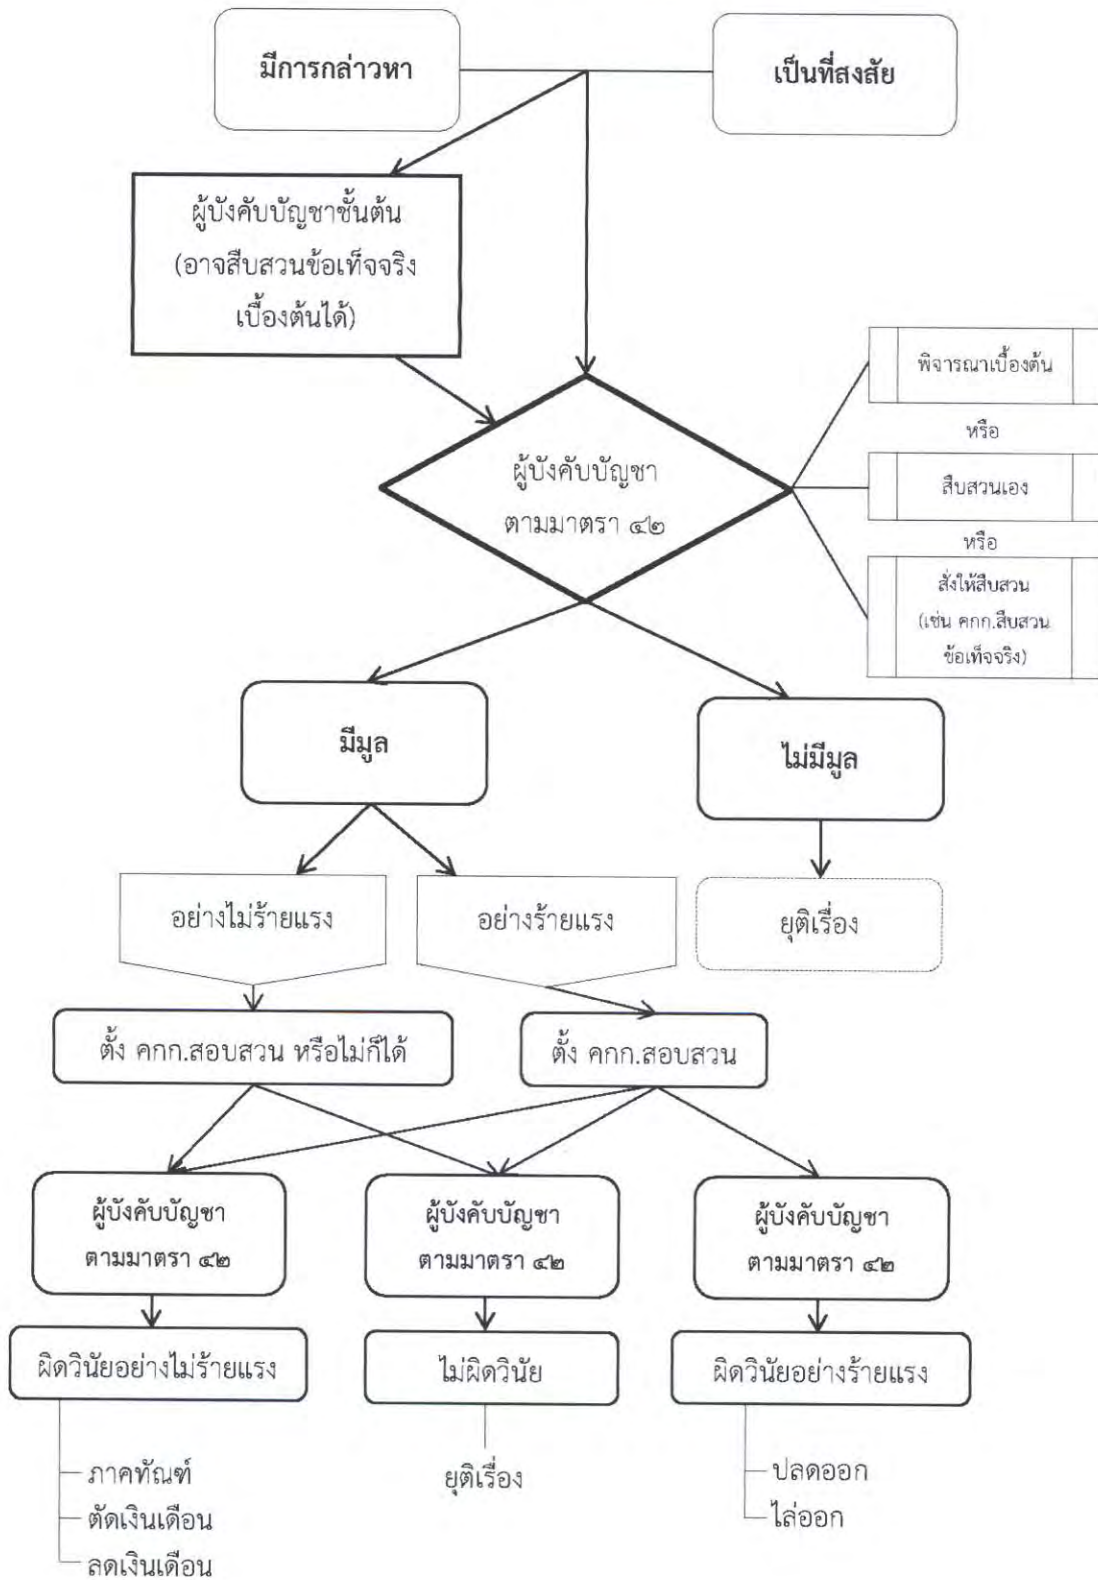 มีการกล่าวหา
เป็นที่สงสัย
ผู้บังคับบัญชาชั้นต้น
(อาจสืบสวนข้อเท็จจริง
เบื้องต้นได้)
ผู้บังคับบัญชา
ตามมาตรา ๔๒
พิจารณาเบื้องต้น
หรือ
สืบสวนเอง
หรือ
สั่งให้สืบสวน
(เช่น คกก.สืบสวน
ข้อเท็จจริง)
มีมูล
ไม่มีมูล
อย่างไม่ร้ายแรง
อย่างร้ายแรง
ยุติเรื่อง
ตั้ง คกก.สอบสวน หรือไม่ก็ได้
ตั้ง คกก.สอบสวน
ผู้บังคับบัญชา
ตามมาตรา ๔๒
ผู้บังคับบัญชา
ตามมาตรา ๔๒
ผู้บังคับบัญชา
ตามมาตรา ๔๒
ผิดวินัยอย่างไม่ร้ายแรง
ไม่ผิดวินัย
ผิดวินัยอย่างร้ายแรง
ภาคทัณฑ์
ตัดเงินเดือน
ลดเงินเดือน
ยุติเรื่อง
ปลดออก
ไล่ออก